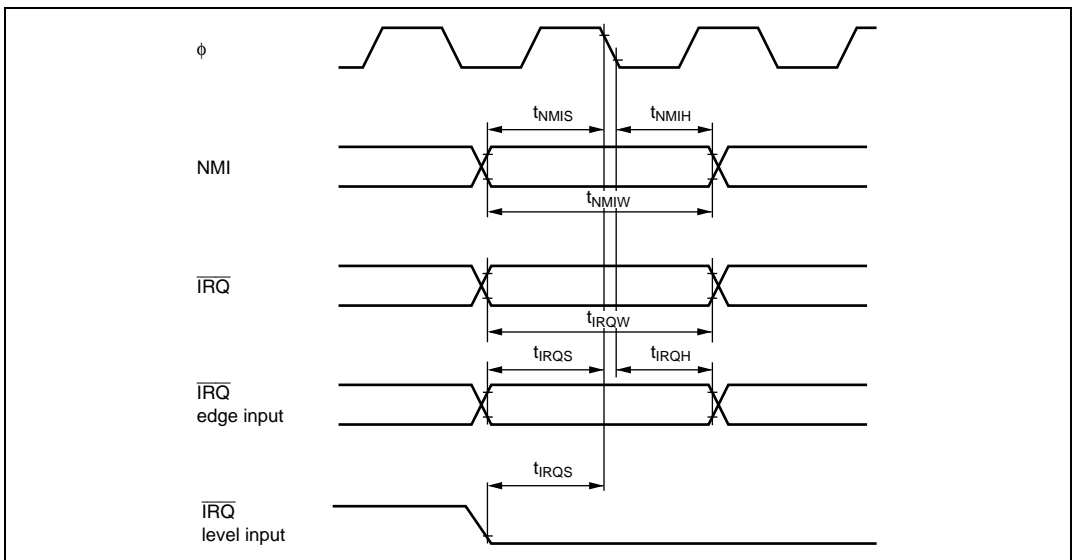 ϕ
tNMIS tNMIH
NMI
tNMIW
IRQ
tIRQW
tIRQS tIRQH
IRQ
edge input
tIRQS
IRQ
level input